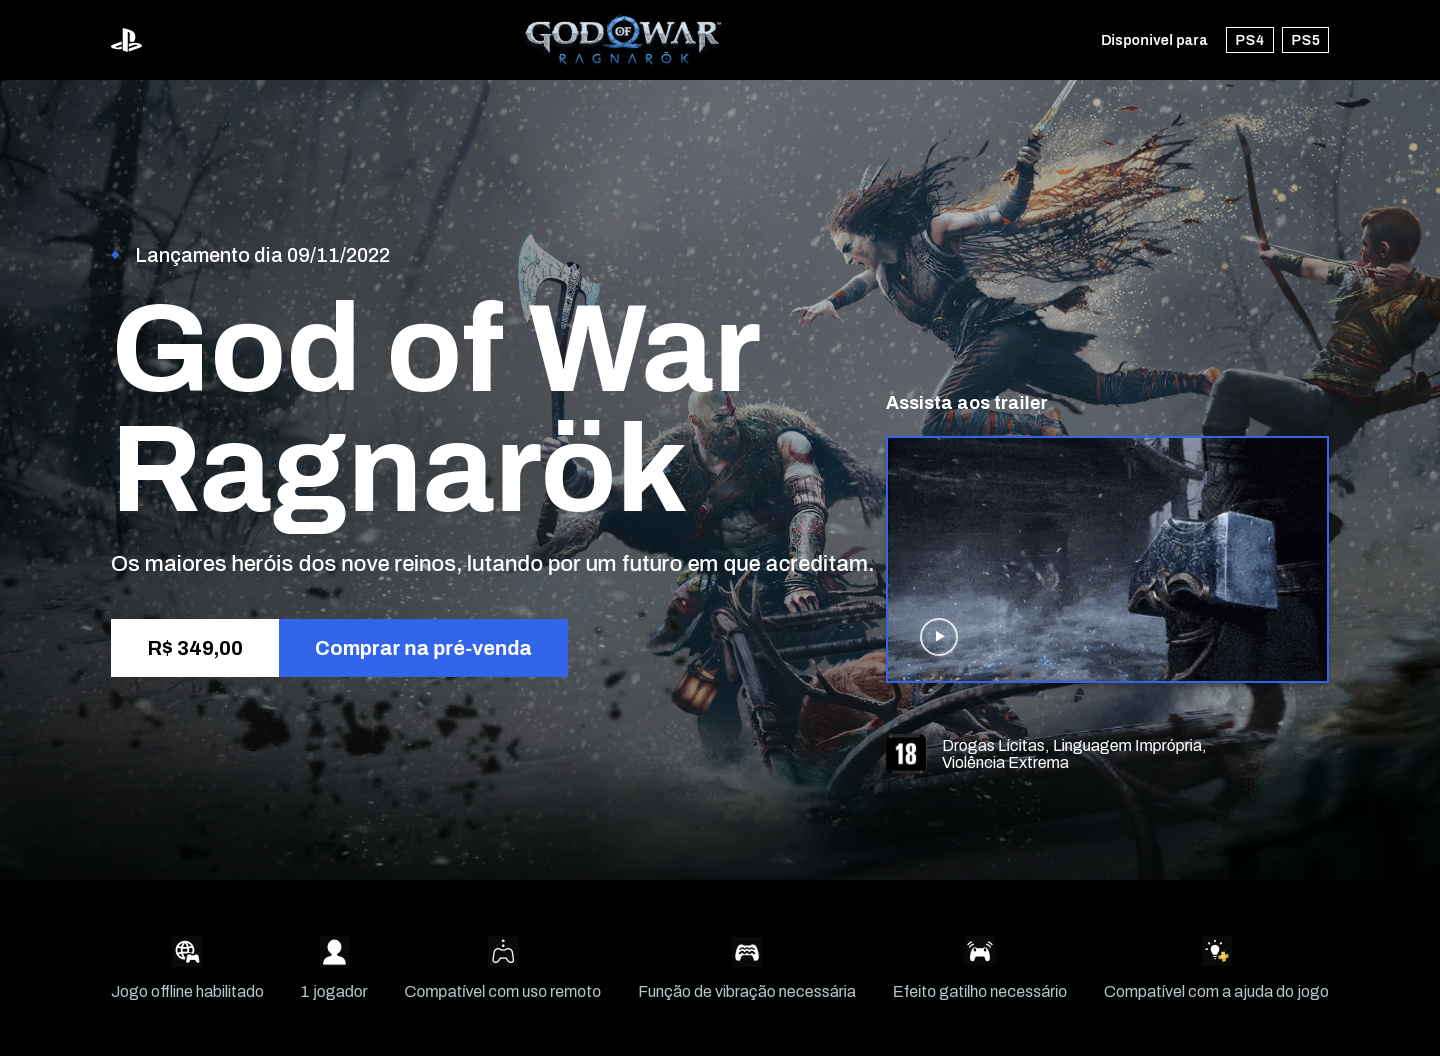 GOD OF WAR
RAGNARÖK
Disponivel para
PS4
PS5
Lançamento dia 09/11/2022
God of War
Ragnarök
Os maiores heróis dos nove reinos, lutando por um futuro em que acreditam.
R$ 349,00
Comprar na pré-venda
Assista aos trailer
18
Drogas Lícitas, Linguagem Imprópria,
Violência Extrema
Jogo offline habilitado
1 jogador
Compatível com uso remoto
Função de vibração necessária
Efeito gatilho necessário
Compatível com a ajuda do jogo